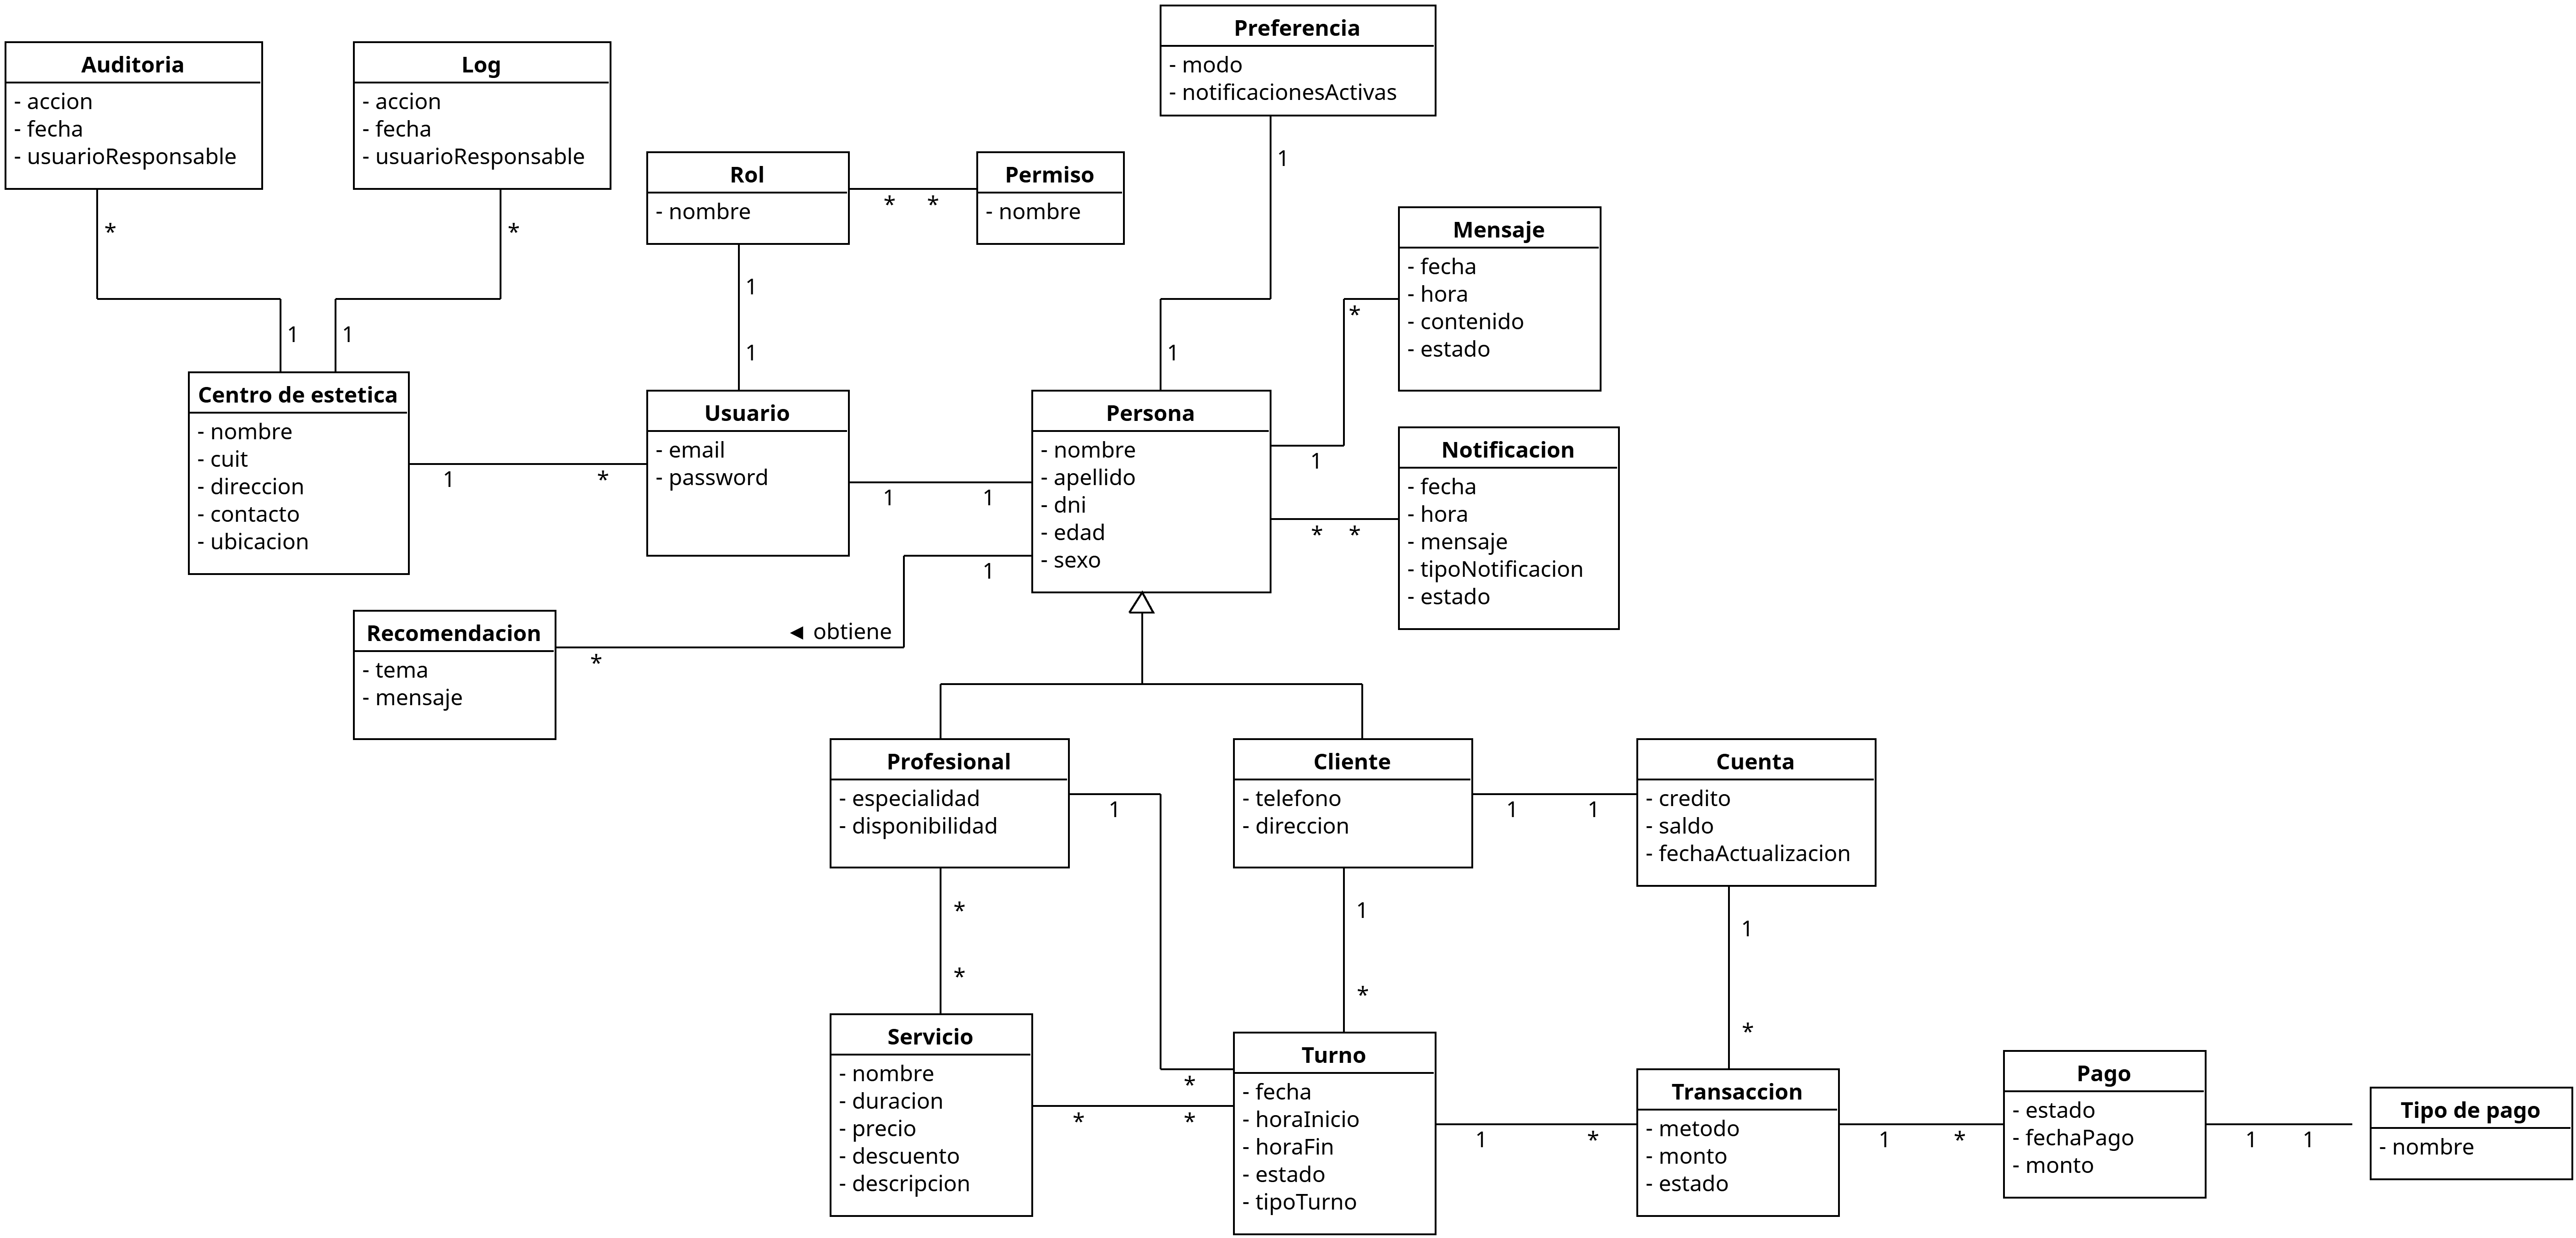 Preferencia
- modo
- notificacionesActivas
1
1
Auditoria
- accion
- fecha
- usuarioResponsable
*
1
Log
- accion
- fecha
- usuarioResponsable
*
1
Rol
- nombre
* *
Permiso
- nombre
1
1
Mensaje
- fecha
- hora
- contenido
- estado
*
1
Centro de estetica
- nombre
- cuit
- direccion
- contacto
- ubicacion
1 *
Usuario
- email
- password
1 1
Persona
- nombre
- apellido
- dni
- edad
- sexo
* *
Notificacion
- fecha
- hora
- mensaje
- tipoNotificacion
- estado
1
◄ obtiene
*
Recomendacion
- tema
- mensaje
Profesional
- especialidad
- disponibilidad
1
Cliente
- telefono
- direccion
1 1
Cuenta
- credito
- saldo
- fechaActualizacion
*
*
1
*
1
*
Servicio
- nombre
- duracion
- precio
- descuento
- descripcion
*
* *
Turno
- fecha
- horaInicio
- horaFin
- estado
- tipoTurno
1 *
Transaccion
- metodo
- monto
- estado
1 *
Pago
- estado
- fechaPago
- monto
1 1
Tipo de pago
- nombre